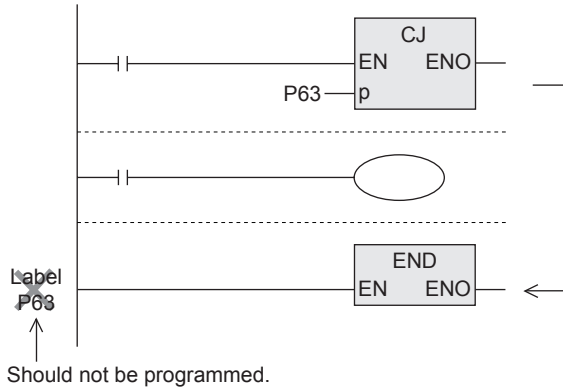 CJ
EN ENO
P63 p
END
Label
P63
EN ENO
Should not be programmed.